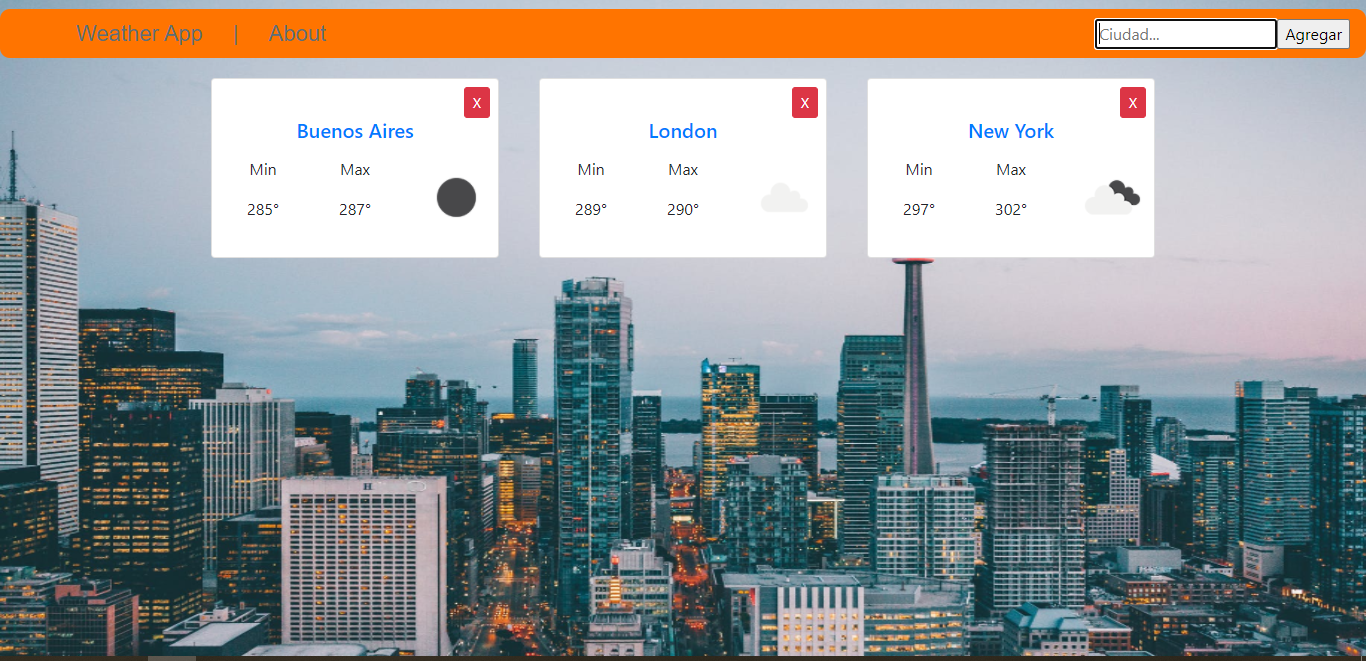 Weather App | About Ciudad... Agregar
X X X
Buenos Aires London New York
Min Max Min Max Min Max
285° 287° 289° 290° 297° 302°
H